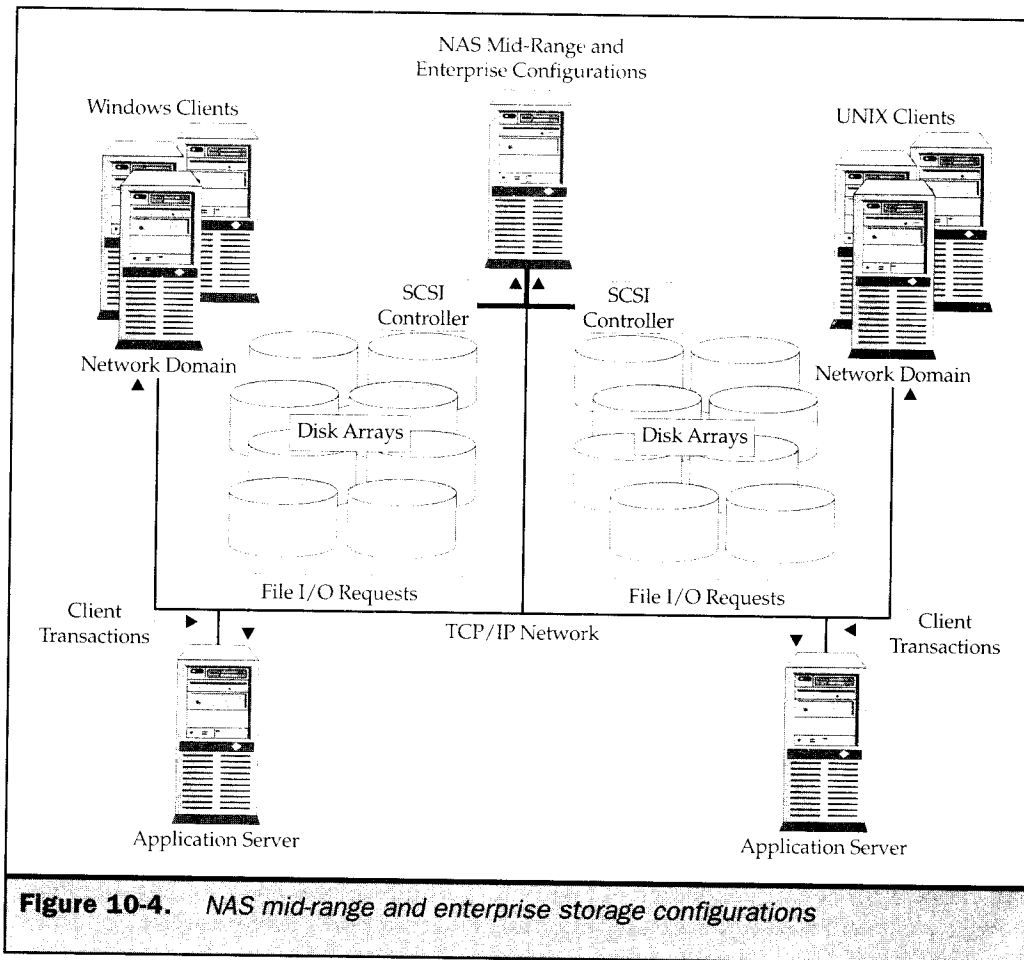 NAS Mid-Range and
Enterprise Configurations
Windows Clients
UNIX Clients
SCSI
Controller
SCSI
Controller
Network Domain
Network Domain
Disk Arrays
Disk Arrays
File I/O Requests
File I/O Requests
Client
Transactions
TCP/IP Network
Client
Transactions
Application Server
Application Server
Figure 10-4. NAS mid-range and enterprise storage configurations